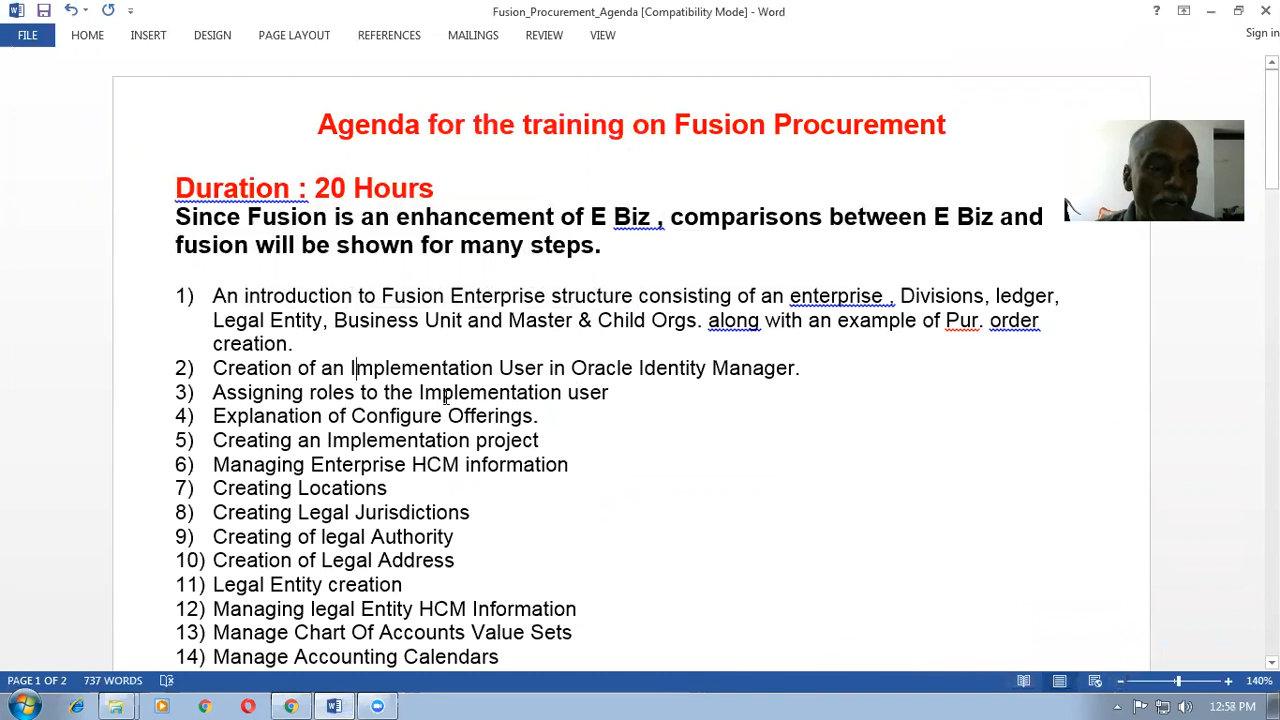 Fusion_Procurement_Agenda [Compatibility Mode] - Word
Sign in
FILE HOME INSERT DESIGN PAGE LAYOUT REFERENCES MAILINGS REVIEW VIEW
Agenda for the training on Fusion Procurement
Duration : 20 Hours
Since Fusion is an enhancement of E Biz , comparisons between E Biz and
fusion will be shown for many steps.
1) An introduction to Fusion Enterprise structure consisting of an enterprise , Divisions, ledger,
Legal Entity, Business Unit and Master & Child Orgs. along with an example of Pur. order
creation.
2) Creation of an Implementation User in Oracle Identity Manager.
3) Assigning roles to the Implementation user
4) Explanation of Configure Offerings.
5) Creating an Implementation project
6) Managing Enterprise HCM information
7) Creating Locations
8) Creating Legal Jurisdictions
9) Creating of legal Authority
10) Creation of Legal Address
11) Legal Entity creation
12) Managing legal Entity HCM Information
13) Manage Chart Of Accounts Value Sets
14) Manage Accounting Calendars
PAGE 1 OF 2 737 WORDS 140%
12:58 PM